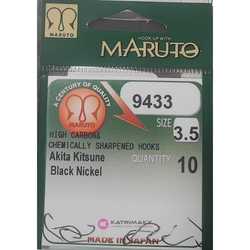 HOOK UP WITH
MARUTO
A CENTURY OF QUALITY
MARUTO
9433
SIZE
3.5
HIGH CARBON&
CHEMICALLY SHARPENED HOOKS
Akita Kitsune
QUANTITY
10
Black Nickel
KATRIMAXX
MADE IN JAPAN